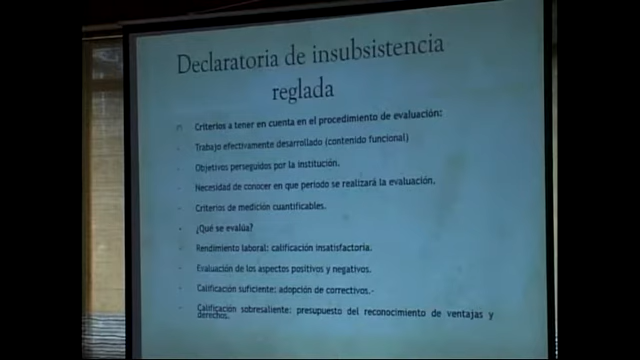 Declaratoria de insubsistencia
reglada
Criterios a tener en cuenta en el procedimiento de evaluación:
- Trabajo efectivamente desarrollado (contenido funcional)
- Objetivos perseguidos por la institución.
- Necesidad de conocer en que periodo se realizará la evaluación.
- Criterios de medición cuantificables.
- ¿Qué se evalúa?
- Rendimiento laboral: calificación insatisfactoria.
- Evaluación de los aspectos positivos y negativos.
- Calificación suficiente: adopción de correctivos.-
- Calificación sobresaliente: presupuesto del reconocimiento de ventajas y
derechos.